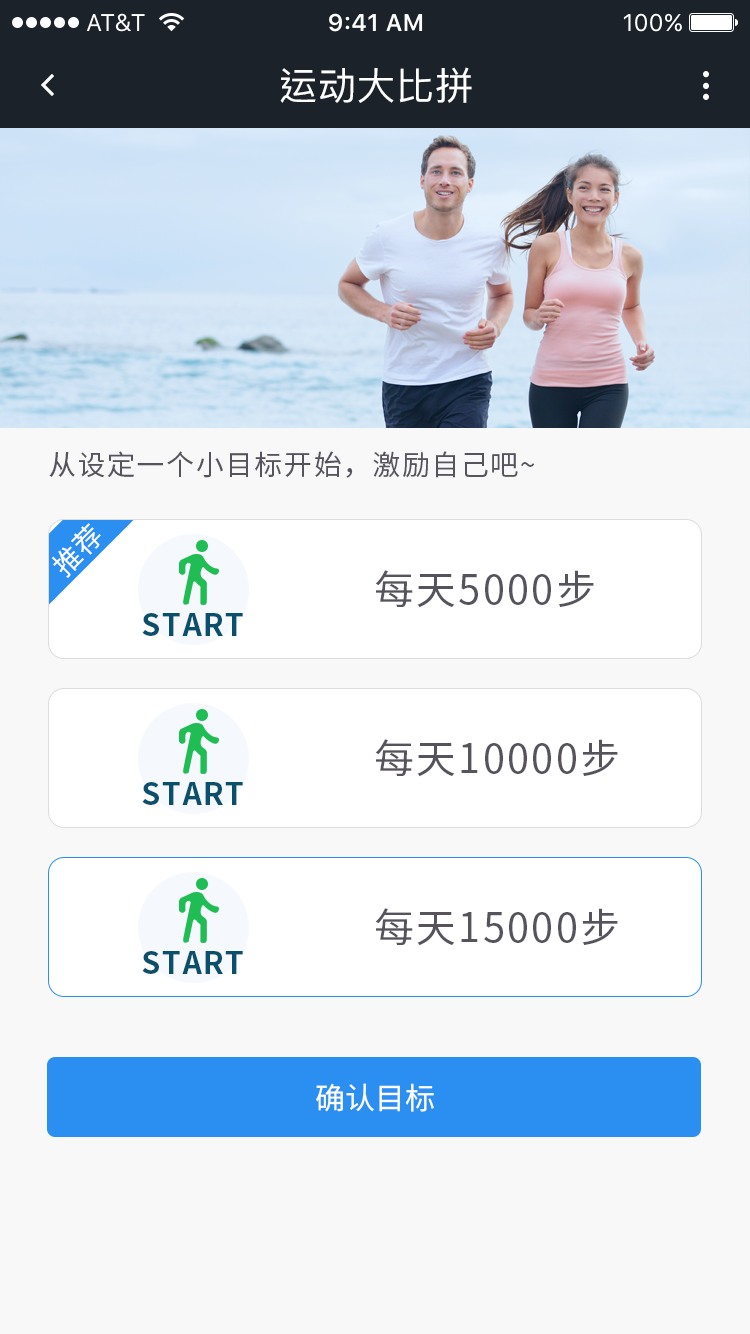 AT&T 9:41 AM 100%
运动大比拼
从设定一个小目标开始，激励自己吧~
推荐
START
每天5000步
START
每天10000步
START
每天15000步
确认目标